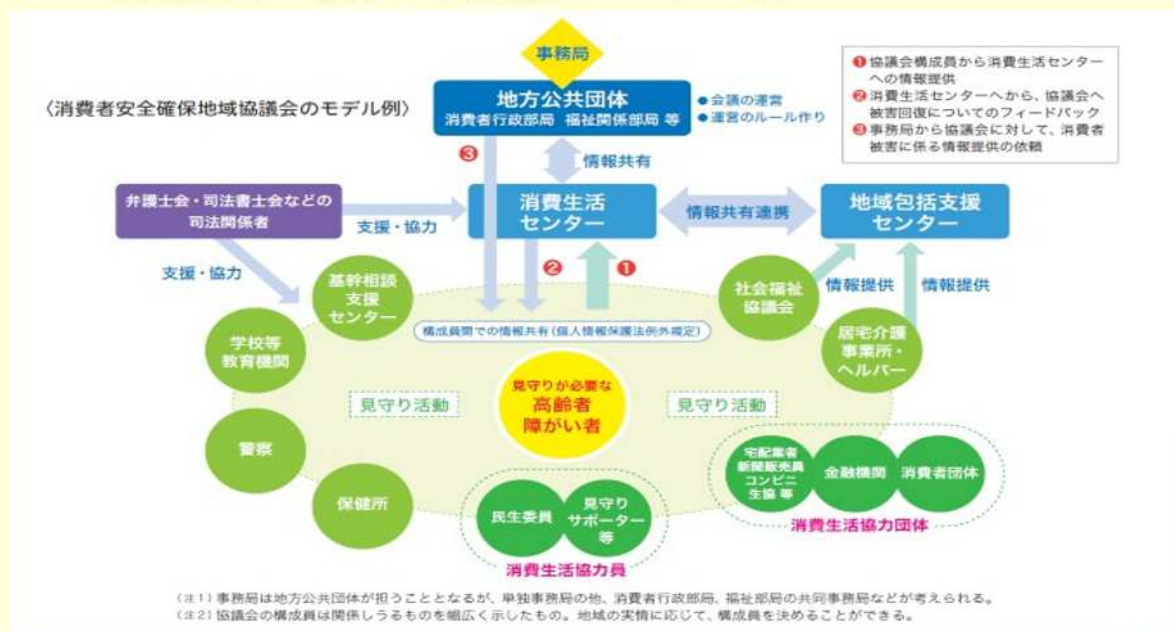 事務局
〈消費者安全確保地域協議会のモデル例〉
地方公共団体
消費者行政部局 福祉関係部局 等
●会議の運営
●運営のルール作り
❶協議会構成員から消費生活センター
への情報提供
❷消費生活センターへから、協議会へ
被害回復についてのフィードバック
❸事務局から協議会に対して、消費者
被害に係る情報提供の依頼
❸
情報共有
弁護士会・司法書士会などの
司法関係者
支援・協力
消費生活
センター
情報共有連携
地域包括支援
センター
支援・協力
❷
❶
情報提供
情報提供
基幹相談
支援
センター
社会福祉
協議会
構成員間での情報共有(個人情報保護法例外規定)
学校等
教育機関
居宅介護
事業所・
ヘルパー
見守り活動
見守りが必要な
高齢者
障がい者
見守り活動
警察
保健所
民生委員
見守り
サポーター
等
消費生活協力員
宅配業者
新聞販売員
コンビニ
生協 等
金融機関
消費者団体
消費生活協力団体
(注1)事務局は地方公共団体が担うこととなるが、単独事務局の他、消費者行政部局、福祉部局の共同事務局などが考えられる。
(注2)協議会の構成員は関係しうるものを幅広く示したもの。地域の実情に応じて、構成員を決めることができる。